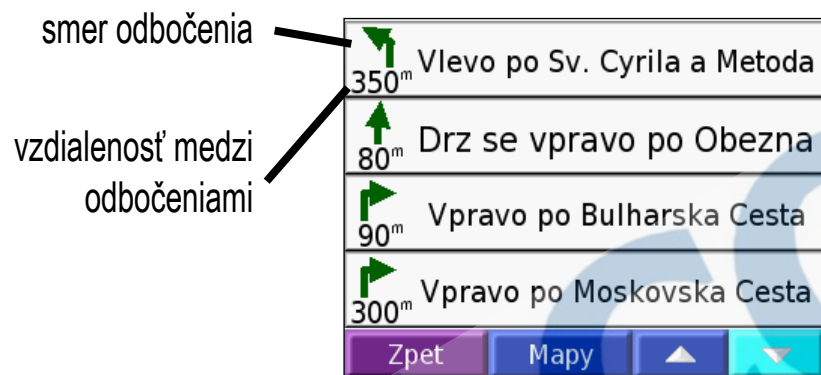 smer odbočenia
vzdialenosť medzi
odbočeniami
350m Vlevo po Sv. Cyrila a Metoda
80m Drz se vpravo po Obezna
90m Vpravo po Bulharska Cesta
300m Vpravo po Moskovska Cesta
Zpet Mapy